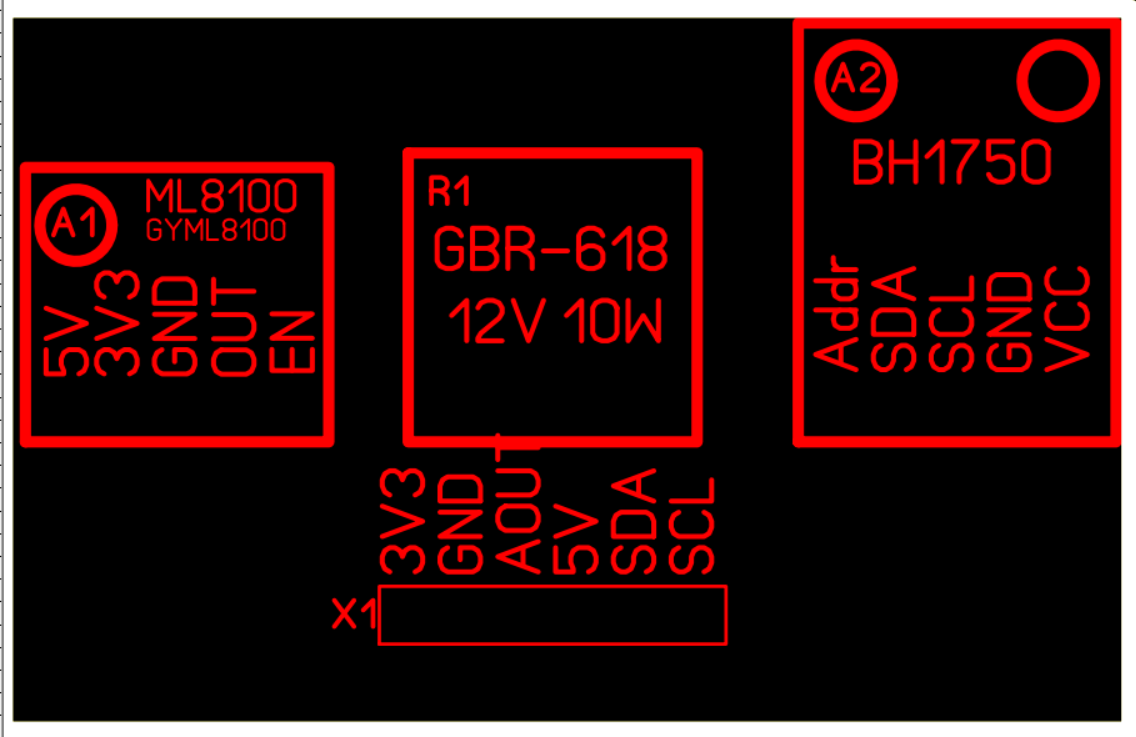 A1
ML8100
GYML8100
5V
3V3
GND
OUT
EN
R1
GBR-618
12V 10W
A2
BH1750
Addr
SDA
SCL
GND
VCC
3V3
GND
AOUT
5V
SDA
SCL
X1